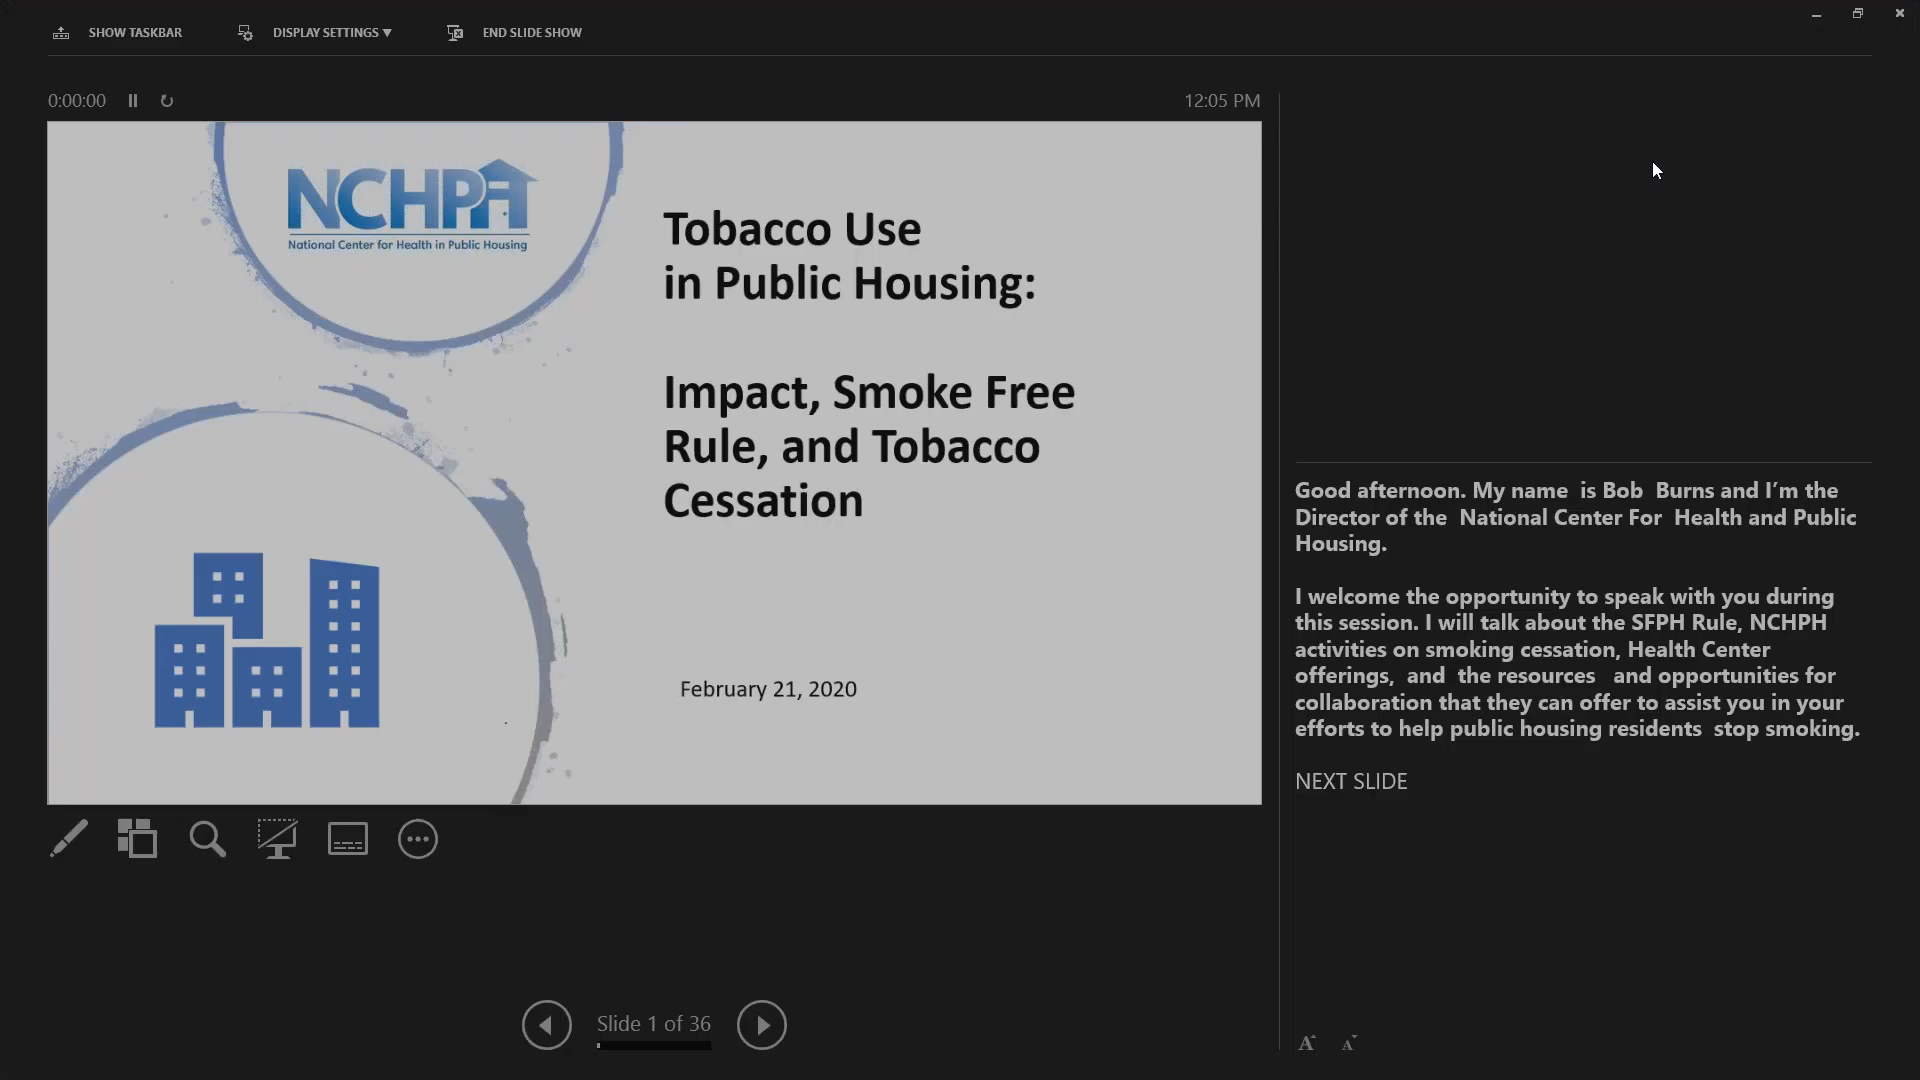 SHOW TASKBAR
DISPLAY SETTINGS ▼
END SLIDE SHOW
0:00:00
12:05 PM
NCHPH
National Center for Health in Public Housing
Tobacco Use
in Public Housing:
Impact, Smoke Free
Rule, and Tobacco
Cessation
February 21, 2020
Good afternoon. My name  is Bob  Burns and I’m the
Director of the  National Center For  Health and Public
Housing.
I welcome the opportunity to speak with you during
this session. I will talk about the SFPH Rule, NCHPH
activities on smoking cessation, Health Center
offerings,  and  the resources   and opportunities for
collaboration that they can offer to assist you in your
efforts to help public housing residents  stop smoking.
NEXT SLIDE
Slide 1 of 36
A A